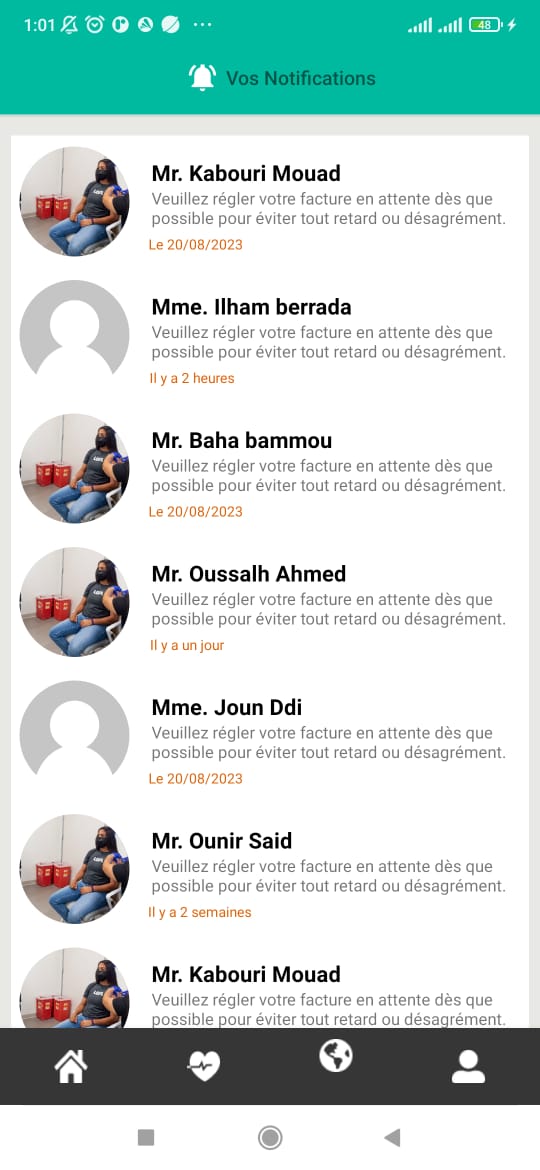 1:01
48
Vos Notifications
Mr. Kabouri Mouad
Veuillez régler votre facture en attente dès que
possible pour éviter tout retard ou désagrément.
Le 20/08/2023
Mme. Ilham berrada
Veuillez régler votre facture en attente dès que
possible pour éviter tout retard ou désagrément.
Il y a 2 heures
Mr. Baha bammou
Veuillez régler votre facture en attente dès que
possible pour éviter tout retard ou désagrément.
Le 20/08/2023
Mr. Oussalh Ahmed
Veuillez régler votre facture en attente dès que
possible pour éviter tout retard ou désagrément.
Il y a un jour
Mme. Joun Ddi
Veuillez régler votre facture en attente dès que
possible pour éviter tout retard ou désagrément.
Le 20/08/2023
Mr. Ounir Said
Veuillez régler votre facture en attente dès que
possible pour éviter tout retard ou désagrément.
Il y a 2 semaines
Mr. Kabouri Mouad
Veuillez régler votre facture en attente dès que
possible pour éviter tout retard ou désagrément.